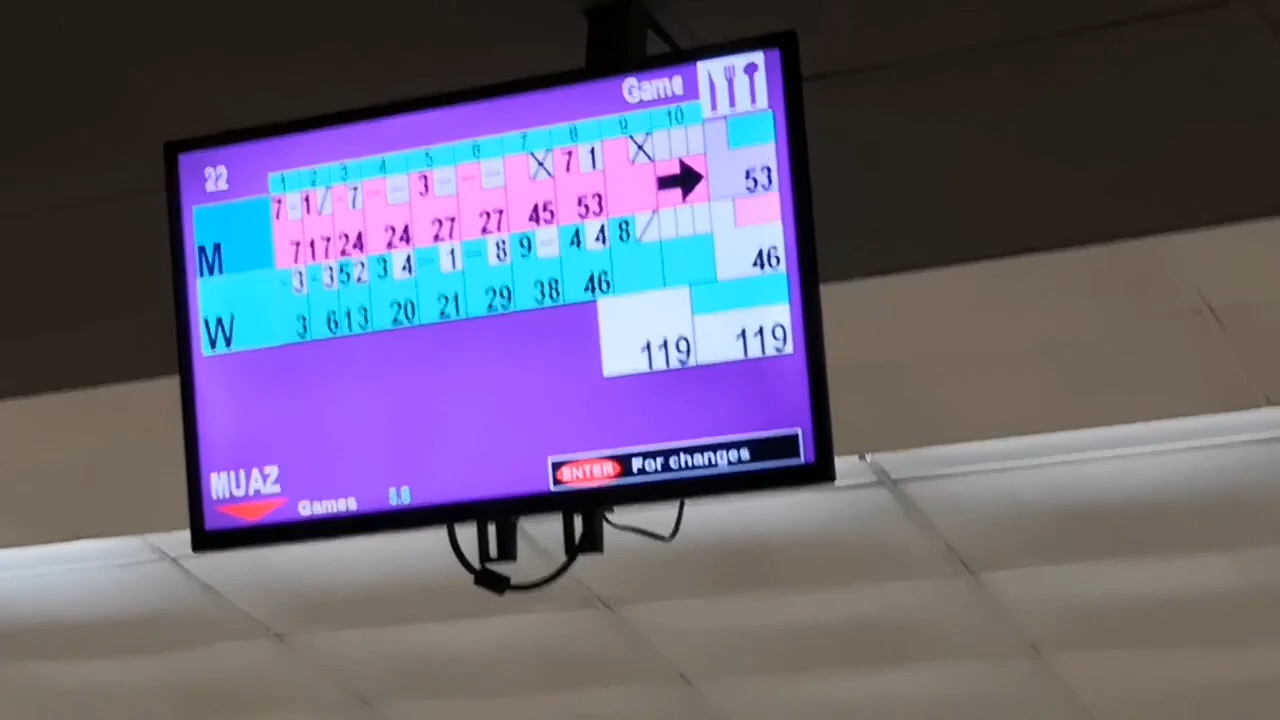 Game
22
1 2 3 4 5 6 7 8 9 10
7 - 1 / - 7 - - 3 - - - X 7 1 X
M 7 17 24 24 27 27 45 53 53
- 3 - 3 5 2 3 4 - 1 - 8 9 - 4 4 8 /
W 3 6 13 20 21 29 38 46 46
119 119
MUAZ
ENTER For changes
Games